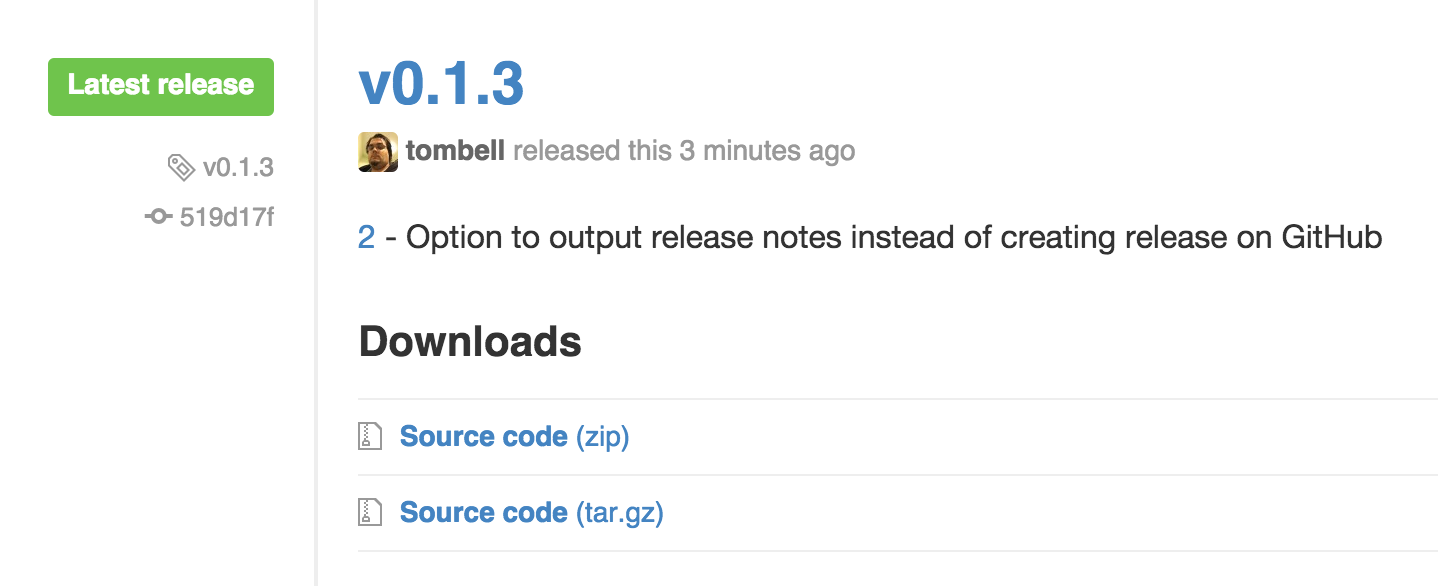 Latest release
v0.1.3
519d17f
v0.1.3
tombell released this 3 minutes ago
2 - Option to output release notes instead of creating release on GitHub
Downloads
Source code (zip)
Source code (tar.gz)